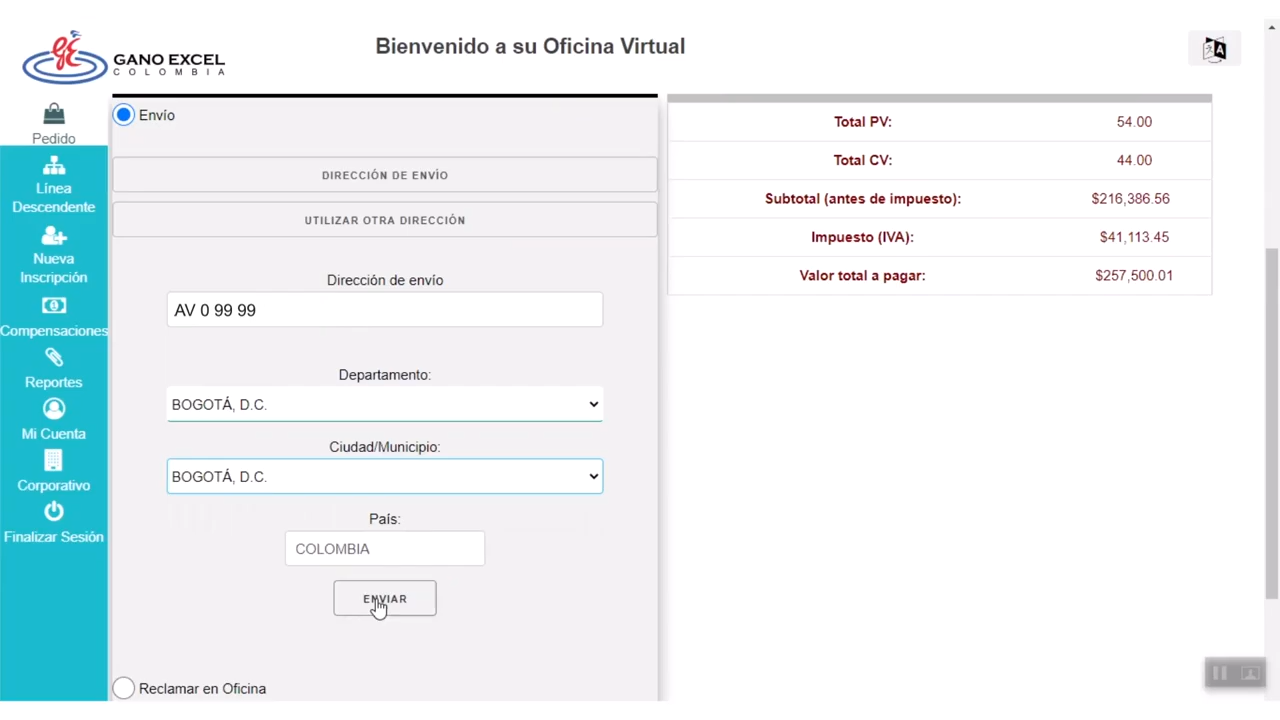 GANO EXCEL
COLOMBIA
Bienvenido a su Oficina Virtual
A
Pedido
Línea
Descendente
Nueva
Inscripción
Compensaciones
Reportes
Mi Cuenta
Corporativo
Finalizar Sesión
Envío
DIRECCIÓN DE ENVÍO
UTILIZAR OTRA DIRECCIÓN
Dirección de envío
AV 0 99 99
Departamento:
BOGOTÁ, D.C.
Ciudad/Municipio:
BOGOTÁ, D.C.
País:
COLOMBIA
ENVIAR
Reclamar en Oficina
Total PV: 54.00
Total CV: 44.00
Subtotal (antes de impuesto): $216,386.56
Impuesto (IVA): $41,113.45
Valor total a pagar: $257,500.01